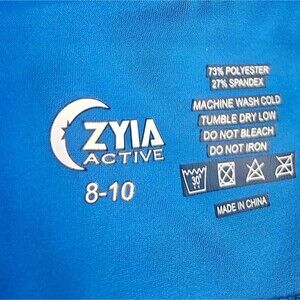 ZYIA
ACTIVE
8-10
73% POLYESTER
27% SPANDEX
MACHINE WASH COLD
TUMBLE DRY LOW
DO NOT BLEACH
DO NOT IRON
30
MADE IN CHINA